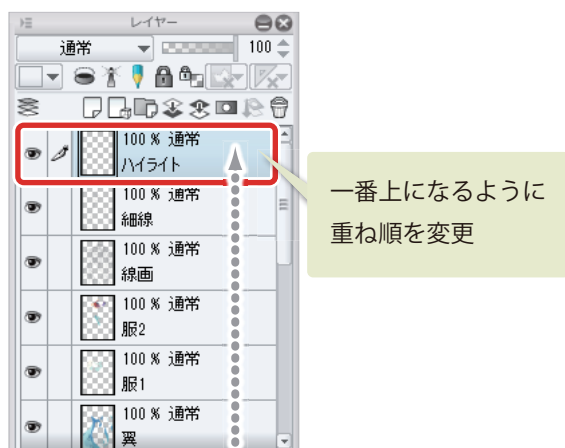 レイヤー
通常
100
100 % 通常
ハイライト
100 % 通常
細線
100 % 通常
線画
100 % 通常
服2
100 % 通常
服1
100 % 通常
翼
一番上になるように
重ね順を変更